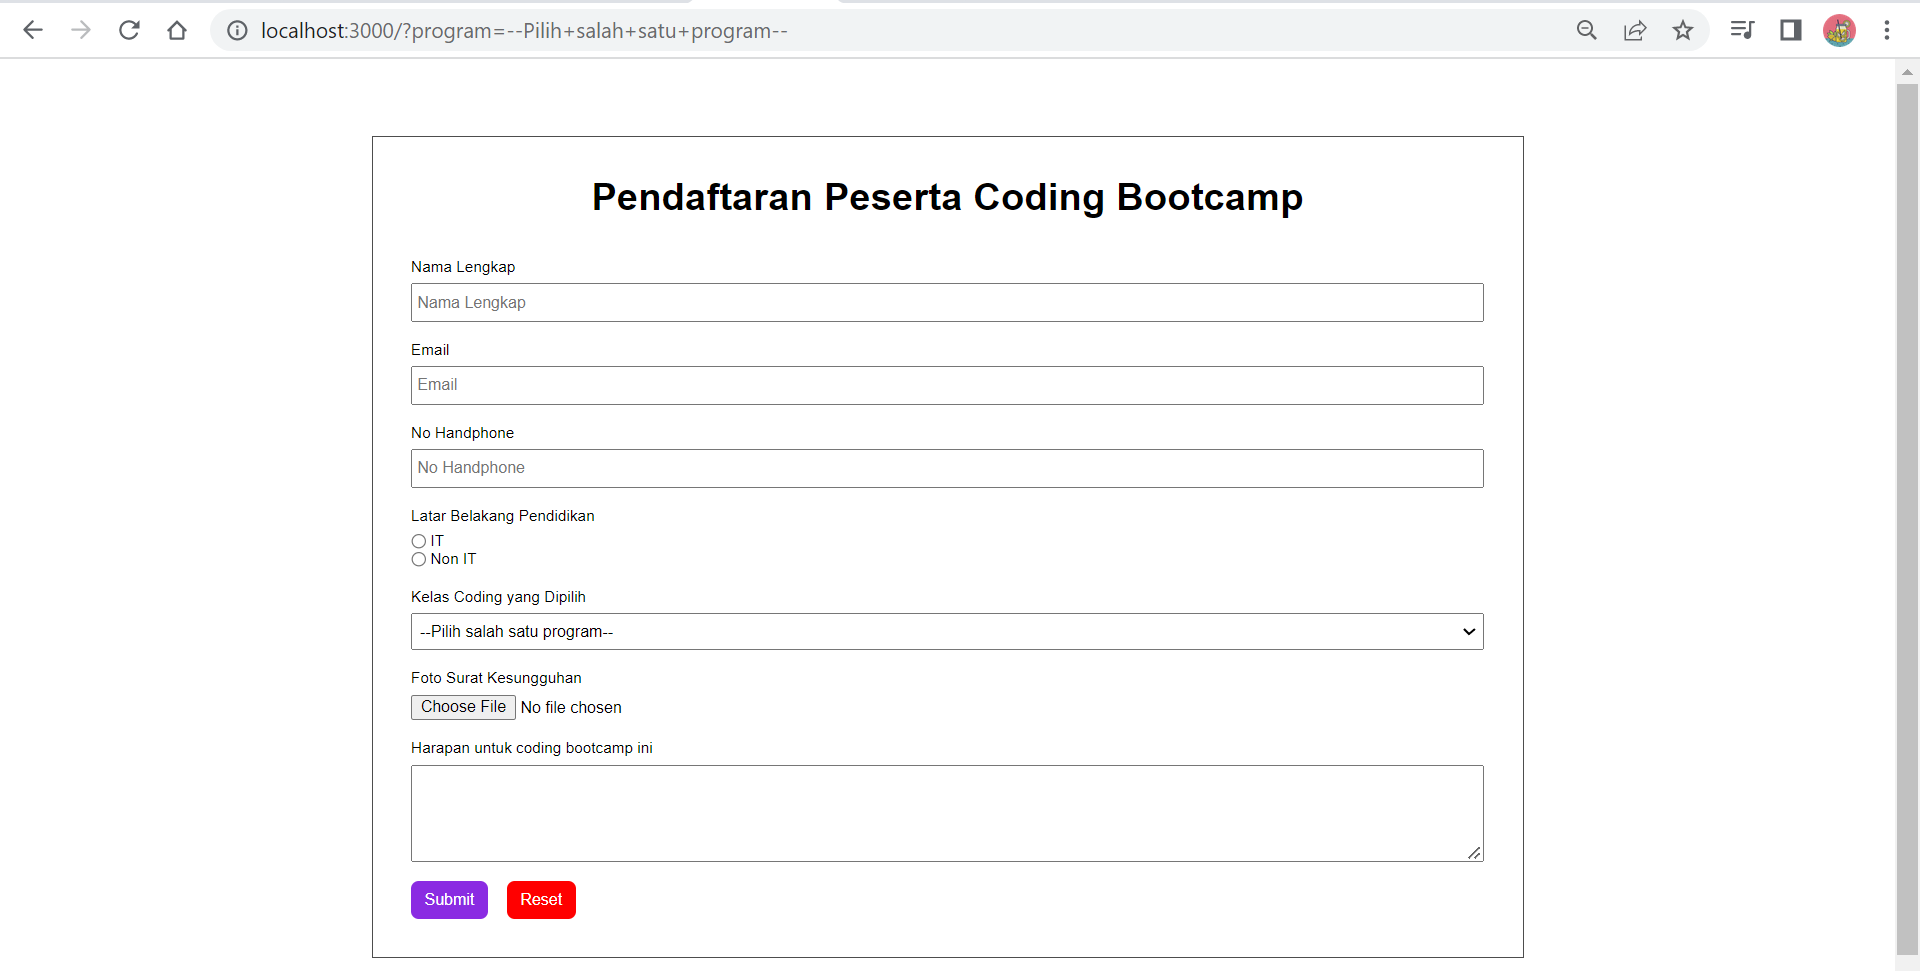 localhost:3000/?program=--Pilih+salah+satu+program--
Pendaftaran Peserta Coding Bootcamp
Nama Lengkap
Nama Lengkap
Email
Email
No Handphone
No Handphone
Latar Belakang Pendidikan
IT
Non IT
Kelas Coding yang Dipilih
--Pilih salah satu program--
Foto Surat Kesungguhan
Choose File No file chosen
Harapan untuk coding bootcamp ini
Submit Reset